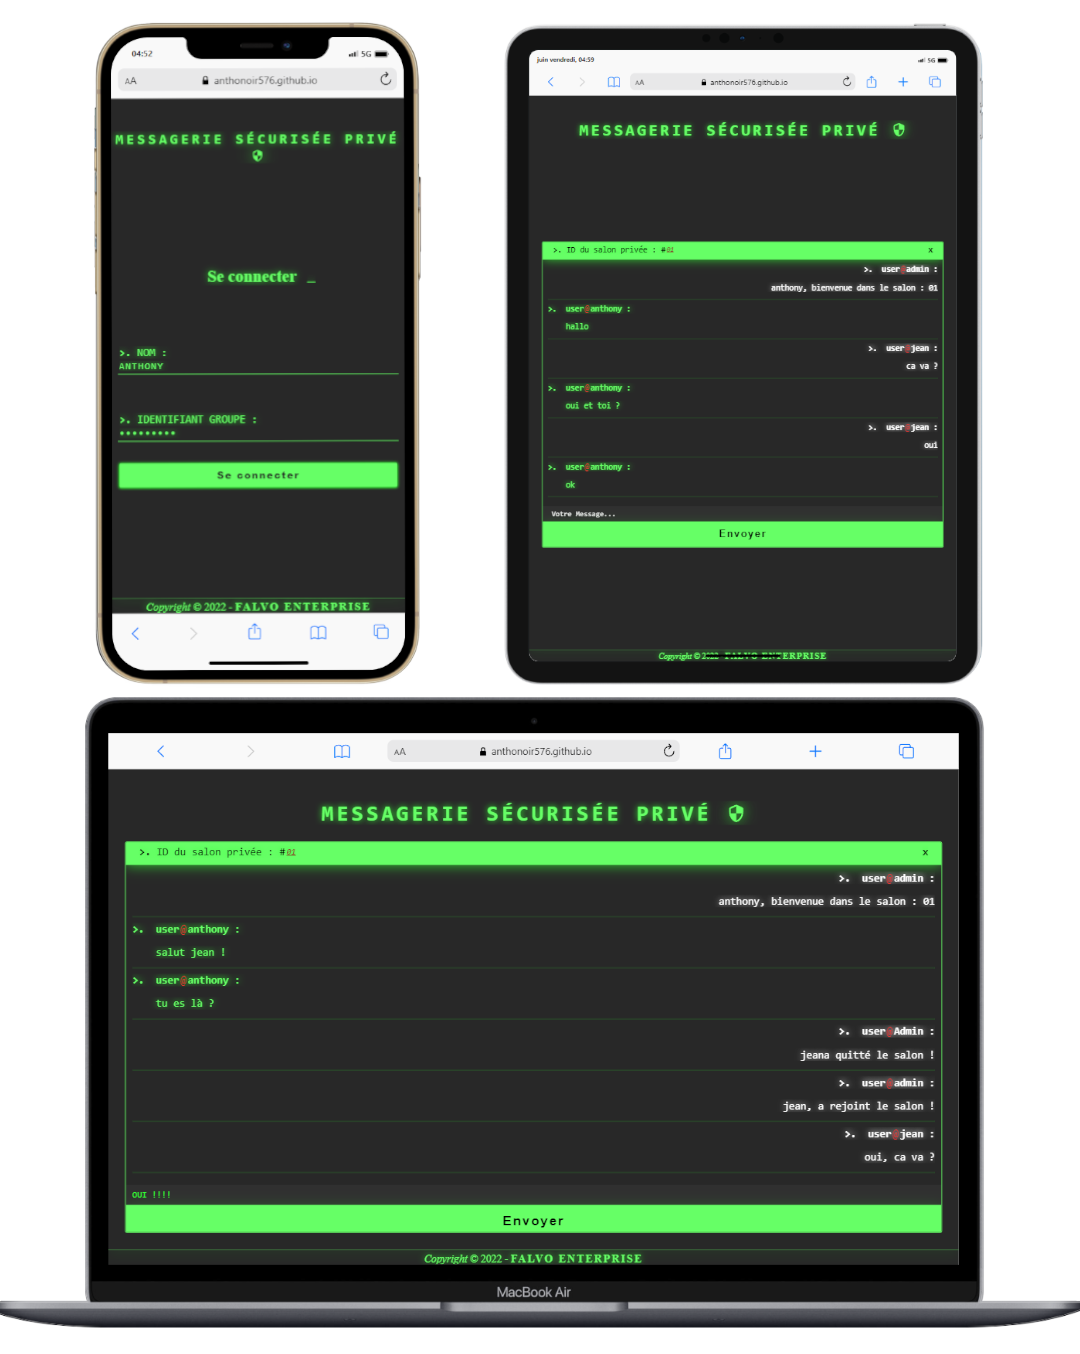 04:52
5G
AA anthonoir576.github.io
MESSAGERIE SÉCURISÉE PRIVÉ
Se connecter _
>. NOM :
ANTHONY
>. IDENTIFIANT GROUPE :
•••••••••
Se connecter
Copyright © 2022 - FALVO ENTERPRISE
juin vendredi, 04:59
5G
AA anthonoir576.github.io
MESSAGERIE SÉCURISÉE PRIVÉ
>. ID du salon privée : #01 x
>. user@admin :
anthony, bienvenue dans le salon : 01
>. user@anthony :
hallo
>. user@jean :
ca va ?
>. user@anthony :
oui et toi ?
>. user@jean :
oui
>. user@anthony :
ok
Votre Message...
Envoyer
Copyright © 2022 - FALVO ENTERPRISE
AA anthonoir576.github.io
MESSAGERIE SÉCURISÉE PRIVÉ
>. ID du salon privée : #01 x
>. user@admin :
anthony, bienvenue dans le salon : 01
>. user@anthony :
salut jean !
>. user@anthony :
tu es là ?
>. user@Admin :
jeana quitté le salon !
>. user@admin :
jean, a rejoint le salon !
>. user@jean :
oui, ca va ?
OUI !!!!
Envoyer
Copyright © 2022 - FALVO ENTERPRISE
MacBook Air